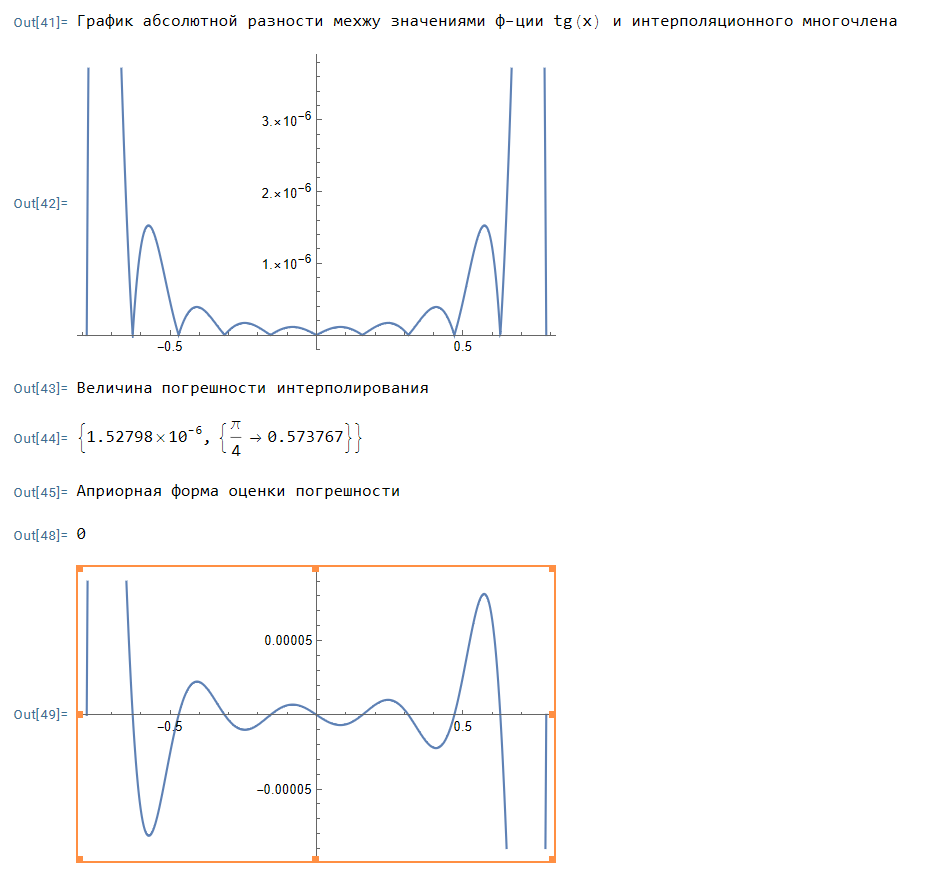 Out[41]= График абсолютной разности мехжу значениями ф-ции tg(x) и интерполяционного многочлена
3.×10^-6
2.×10^-6
Out[42]=
1.×10^-6
-0.5 0.5
Out[43]= Величина погрешности интерполирования
Out[44]= {1.52798×10^-6, {π/4 → 0.573767}}
Out[45]= Априорная форма оценки погрешности
Out[48]= 0
0.00005
Out[49]=
-0.5 0.5
-0.00005